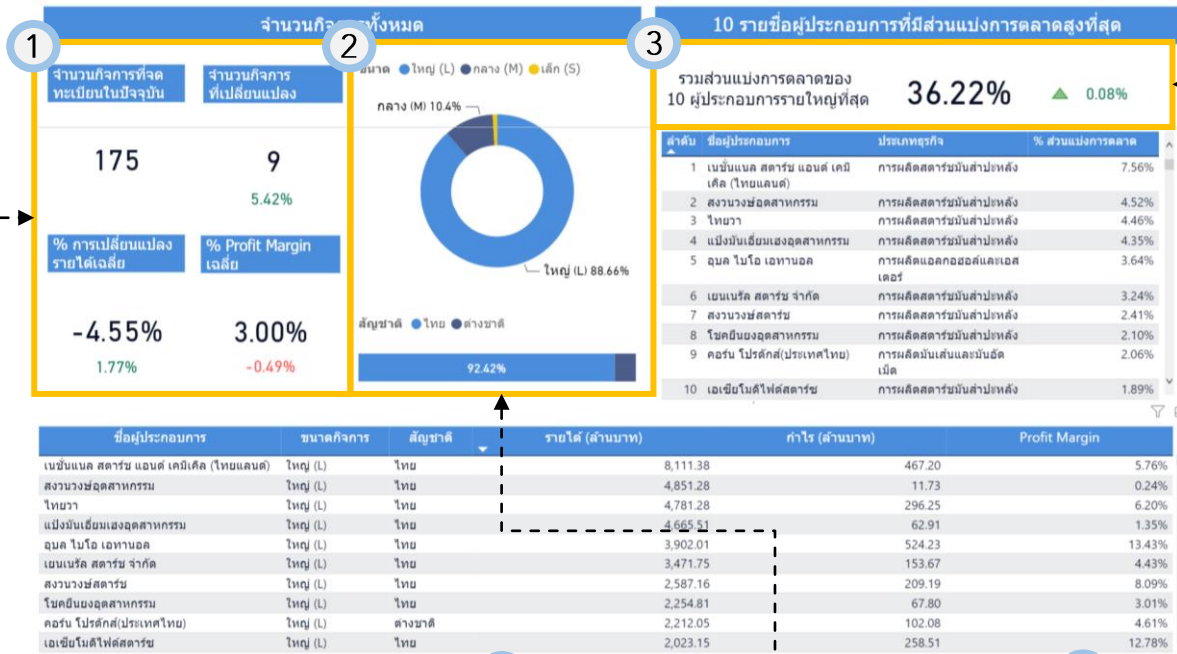 จำนวนกิจการทั้งหมด
10 รายชื่อผู้ประกอบการที่มีส่วนแบ่งการตลาดสูงที่สุด
1
2
3
จำนวนกิจการที่จด
ทะเบียนในปัจจุบัน
จำนวนกิจการ
ที่เปลี่ยนแปลง
175
9
5.42%
% การเปลี่ยนแปลง
รายได้เฉลี่ย
% Profit Margin
เฉลี่ย
-4.55%
3.00%
1.77%
-0.49%
ขนาด ใหญ่ (L) กลาง (M) เล็ก (S)
กลาง (M) 10.4%
ใหญ่ (L) 88.66%
สัญชาติ ไทย ต่างชาติ
92.42%
รวมส่วนแบ่งการตลาดของ
10 ผู้ประกอบการรายใหญ่ที่สุด
36.22%
0.08%
ลำดับ ชื่อผู้ประกอบการ ประเภทธุรกิจ % ส่วนแบ่งการตลาด
1 เนชั่นแนล สตาร์ช แอนด์ เคมิ การผลิตสตาร์ชมันสำปะหลัง 7.56%
เคิล (ไทยแลนด์)
2 สงวนวงษ์อุตสาหกรรม การผลิตสตาร์ชมันสำปะหลัง 4.52%
3 ไทยวา การผลิตสตาร์ชมันสำปะหลัง 4.46%
4 แป้งมันเอี่ยมเฮงอุตสาหกรรม การผลิตสตาร์ชมันสำปะหลัง 4.35%
5 อุบล ไบโอ เอทานอล การผลิตแอลกอฮอล์และเอส 3.64%
เตอร์
6 เยนเนรัล สตาร์ช จำกัด การผลิตสตาร์ชมันสำปะหลัง 3.24%
7 สงวนวงษ์สตาร์ช การผลิตสตาร์ชมันสำปะหลัง 2.41%
8 โชคยืนยงอุตสาหกรรม การผลิตสตาร์ชมันสำปะหลัง 2.10%
9 คอร์น โปรดักส์(ประเทศไทย) การผลิตมันเส้นและมันอัด 2.06%
เม็ด
10 เอเซียโมดิไฟด์สตาร์ช การผลิตสตาร์ชมันสำปะหลัง 1.89%
ชื่อผู้ประกอบการ ขนาดกิจการ สัญชาติ รายได้ (ล้านบาท) กำไร (ล้านบาท) Profit Margin
เนชั่นแนล สตาร์ช แอนด์ เคมิเคิล (ไทยแลนด์) ใหญ่ (L) ไทย 8,111.38 467.20 5.76%
สงวนวงษ์อุตสาหกรรม ใหญ่ (L) ไทย 4,851.28 11.73 0.24%
ไทยวา ใหญ่ (L) ไทย 4,781.28 296.25 6.20%
แป้งมันเอี่ยมเฮงอุตสาหกรรม ใหญ่ (L) ไทย 4,665.51 62.91 1.35%
อุบล ไบโอ เอทานอล ใหญ่ (L) ไทย 3,902.01 524.23 13.43%
เยนเนรัล สตาร์ช จำกัด ใหญ่ (L) ไทย 3,471.75 153.67 4.43%
สงวนวงษ์สตาร์ช ใหญ่ (L) ไทย 2,587.16 209.19 8.09%
โชคยืนยงอุตสาหกรรม ใหญ่ (L) ไทย 2,254.81 67.80 3.01%
คอร์น โปรดักส์(ประเทศไทย) ใหญ่ (L) ต่างชาติ 2,212.05 102.08 4.61%
เอเซียโมดิไฟด์สตาร์ช ใหญ่ (L) ไทย 2,023.15 258.51 12.78%